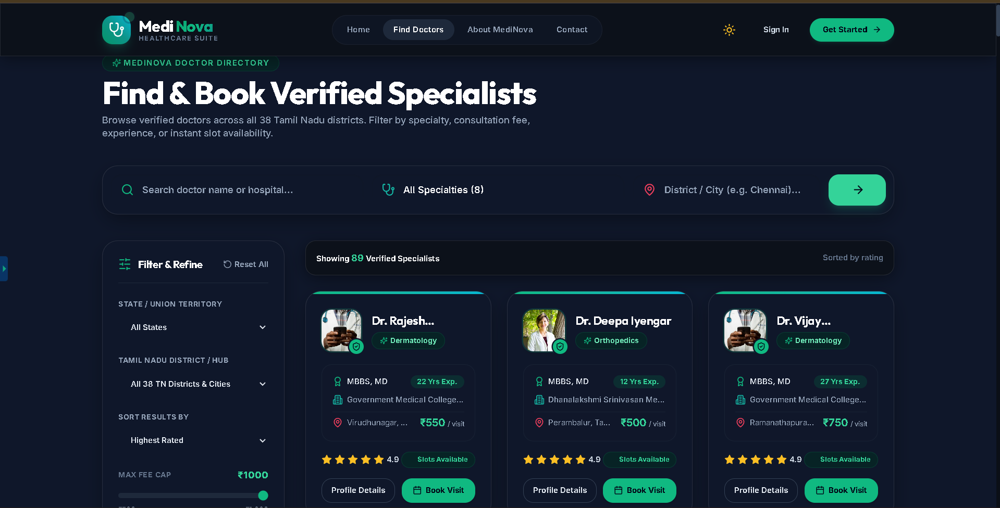 Medi Nova
HEALTHCARE SUITE
Home
Find Doctors
About MediNova
Contact
Sign In
Get Started
MEDINOVA DOCTOR DIRECTORY
Find & Book Verified Specialists
Browse verified doctors across all 38 Tamil Nadu districts. Filter by specialty, consultation fee,
experience, or instant slot availability.
Search doctor name or hospital...
All Specialties (8)
District / City (e.g. Chennai)...
Filter & Refine
Reset All
STATE / UNION TERRITORY
All States
TAMIL NADU DISTRICT / HUB
All 38 TN Districts & Cities
SORT RESULTS BY
Highest Rated
MAX FEE CAP
₹1000
Showing 89 Verified Specialists
Sorted by rating
Dr. Rajesh...
Dermatology
MBBS, MD
22 Yrs Exp.
Government Medical College...
Virudhunagar, ...
₹550 / visit
4.9
Slots Available
Profile Details
Book Visit
Dr. Deepa Iyengar
Orthopedics
MBBS, MD
12 Yrs Exp.
Dhanalakshmi Srinivasan Me...
Perambalur, Ta...
₹500 / visit
4.9
Slots Available
Profile Details
Book Visit
Dr. Vijay...
Dermatology
MBBS, MD
27 Yrs Exp.
Government Medical College...
Ramanathapura...
₹750 / visit
4.9
Slots Available
Profile Details
Book Visit